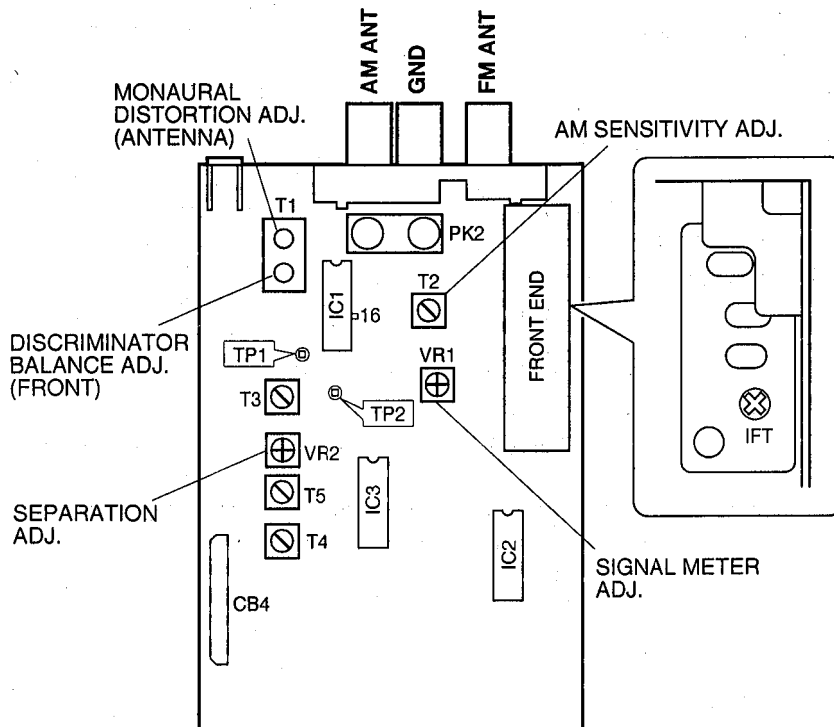 AM ANT
GND
FM ANT
MONAURAL
DISTORTION ADJ.
(ANTENNA)
AM SENSITIVITY ADJ.
T1
PK2
T2
IC1
16
FRONT END
DISCRIMINATOR
BALANCE ADJ.
(FRONT)
TP1
VR1
T3
TP2
IFT
VR2
SEPARATION
ADJ.
T5
IC3
T4
IC2
SIGNAL METER
ADJ.
CB4